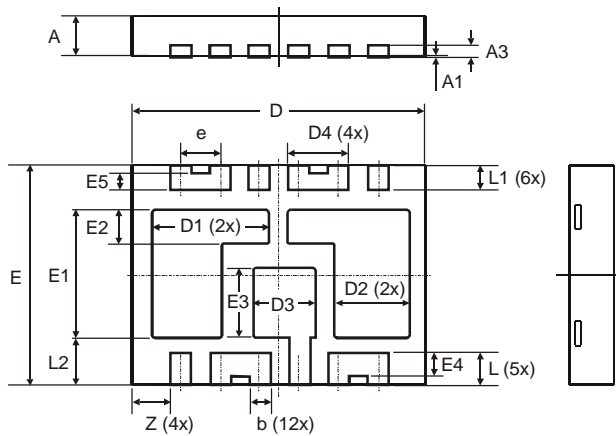 A
A3
A1
D
e
D4 (4x)
E5
L1 (6x)
E2
D1 (2x)
E
E1
E3
D3
D2 (2x)
L2
E4
L (5x)
Z (4x)
b (12x)